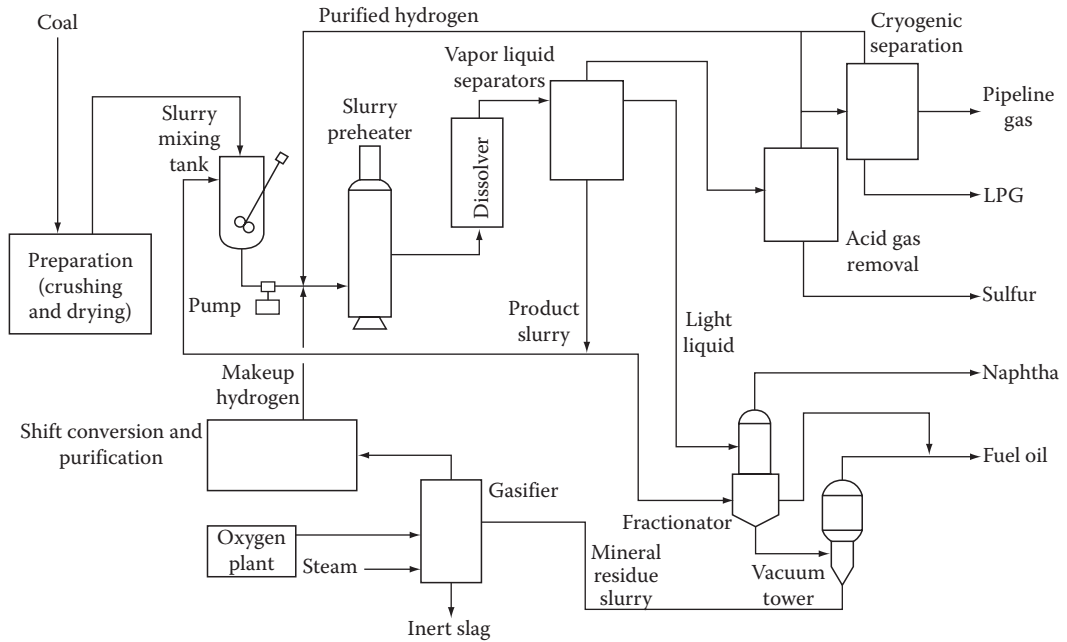 Coal
Purified hydrogen
Cryogenic
separation
Vapor liquid
separators
Slurry
mixing
tank
Slurry
preheater
Dissolver
Pipeline
gas
LPG
Preparation
(crushing
and drying)
Acid gas
removal
Pump
Product
slurry
Sulfur
Light
liquid
Makeup
hydrogen
Naphtha
Shift conversion and
purification
Fuel oil
Gasifier
Fractionator
Oxygen
plant
Steam
Mineral
residue
slurry
Vacuum
tower
Inert slag